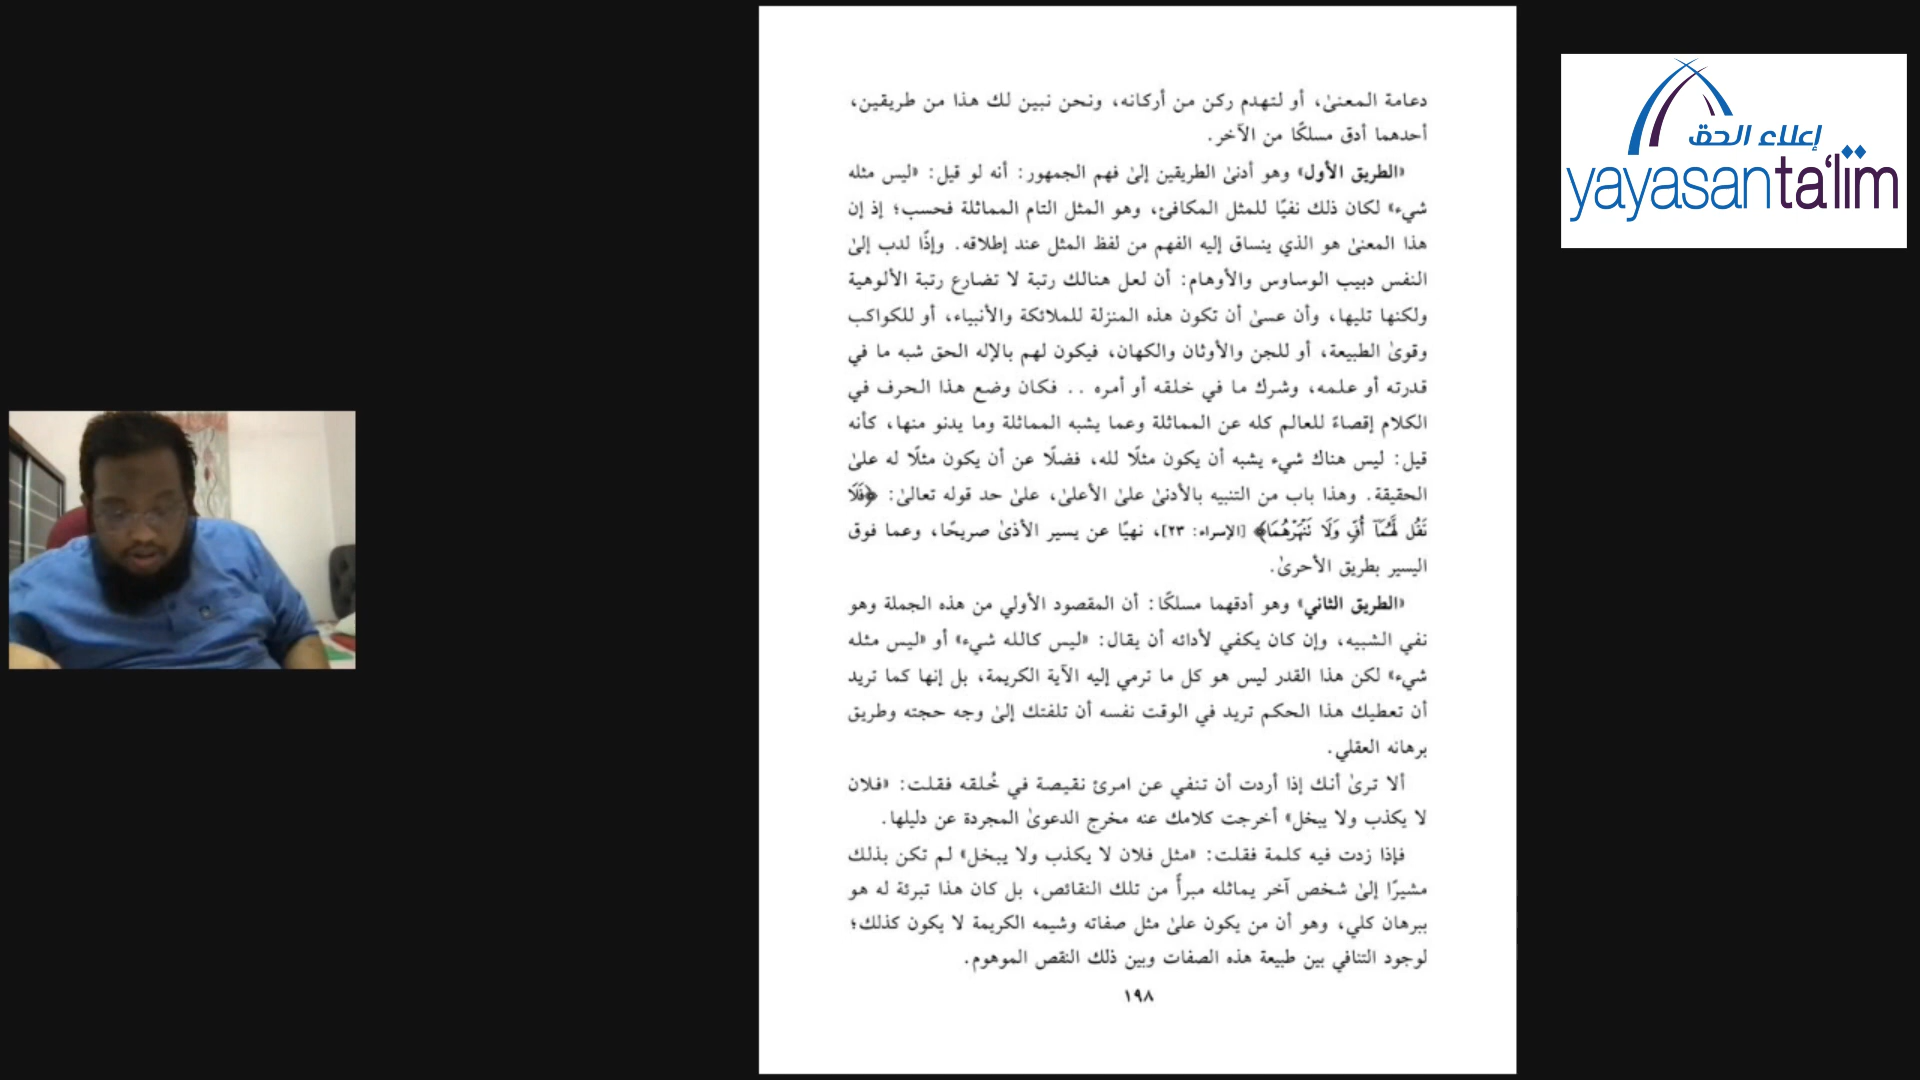 دعامة المعنىٰ، أو لتهدم ركن من أركانه، ونحن نبين لك هذا من طريقين،
أحدهما أدق مسلكًا من الآخر.
«الطريق الأول» وهو أدنىٰ الطريقين إلىٰ فهم الجمهور: أنه لو قيل: «ليس مثله
شيء» لكان ذلك نفيًا للمثل المكافئ، وهو المثل التام المماثلة فحسب؛ إذ إن
هذا المعنىٰ هو الذي ينساق إليه الفهم من لفظ المثل عند إطلاقه. وإذًا لدب إلىٰ
النفس دبيب الوساوس والأوهام: أن لعل هنالك رتبة لا تضارع رتبة الألوهية
ولكنها تليها، وأن عسىٰ أن تكون هذه المنزلة للملائكة والأنبياء، أو للكواكب
وقوىٰ الطبيعة، أو للجن والأوثان والكهان، فيكون لهم بالإله الحق شبه ما في
قدرته أو علمه، وشرك ما في خلقه أو أمره .. فكان وضع هذا الحرف في
الكلام إقصاءً للعالم كله عن المماثلة وعما يشبه المماثلة وما يدنو منها، كأنه
قيل: ليس هناك شيء يشبه أن يكون مثلًا لله، فضلًا عن أن يكون مثلًا له علىٰ
الحقيقة. وهذا باب من التنبيه بالأدنىٰ علىٰ الأعلىٰ، علىٰ حد قوله تعالىٰ: ﴿فَلَا
تَقُل لَّهُمَآ أُفٍّ وَلَا نَنْهَرْهُمَا﴾ [الإسراء: ٢٣]، نهيًا عن يسير الأذىٰ صريحًا، وعما فوق
اليسير بطريق الأحرىٰ.
«الطريق الثاني» وهو أدقهما مسلكًا: أن المقصود الأولي من هذه الجملة وهو
نفي الشبيه، وإن كان يكفي لأدائه أن يقال: «ليس كالله شيء» أو «ليس مثله
شيء» لكن هذا القدر ليس هو كل ما ترمي إليه الآية الكريمة، بل إنها كما تريد
أن تعطيك هذا الحكم تريد في الوقت نفسه أن تلفتك إلىٰ وجه حجته وطريق
برهانه العقلي.
ألا ترىٰ أنك إذا أردت أن تنفي عن امرئ نقيصة في خُلقه فقلت: «فلان
لا يكذب ولا يبخل» أخرجت كلامك عنه مخرج الدعوىٰ المجردة عن دليلها.
فإذا زدت فيه كلمة فقلت: «مثل فلان لا يكذب ولا يبخل» لم تكن بذلك
مشيرًا إلىٰ شخص آخر يماثله مبرأً من تلك النقائص، بل كان هذا تبرئة له هو
ببرهان كلي، وهو أن من يكون علىٰ مثل صفاته وشيمه الكريمة لا يكون كذلك؛
لوجود التنافي بين طبيعة هذه الصفات وبين ذلك النقص الموهوم.
١٩٨
إعلاء الحق
yayasanta'lim